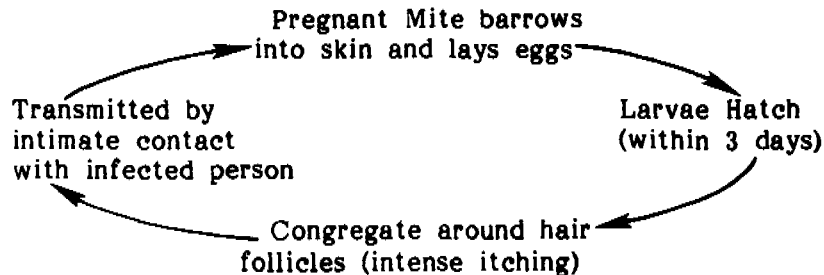 Pregnant Mite barrows
into skin and lays eggs
Larvae Hatch
(within 3 days)
Congregate around hair
follicles (intense itching)
Transmitted by
intimate contact
with infected person